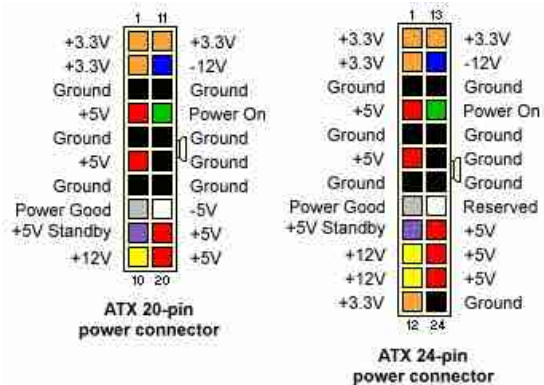 1 11
+3.3V +3.3V
+3.3V -12V
Ground Ground
+5V Power On
Ground Ground
+5V Ground
Ground Ground
Power Good -5V
+5V Standby +5V
+12V +5V
10 20
ATX 20-pin
power connector
1 13
+3.3V +3.3V
+3.3V -12V
Ground Ground
+5V Power On
Ground Ground
+5V Ground
Ground Ground
Power Good Reserved
+5V Standby +5V
+12V +5V
+12V +5V
+3.3V Ground
12 24
ATX 24-pin
power connector